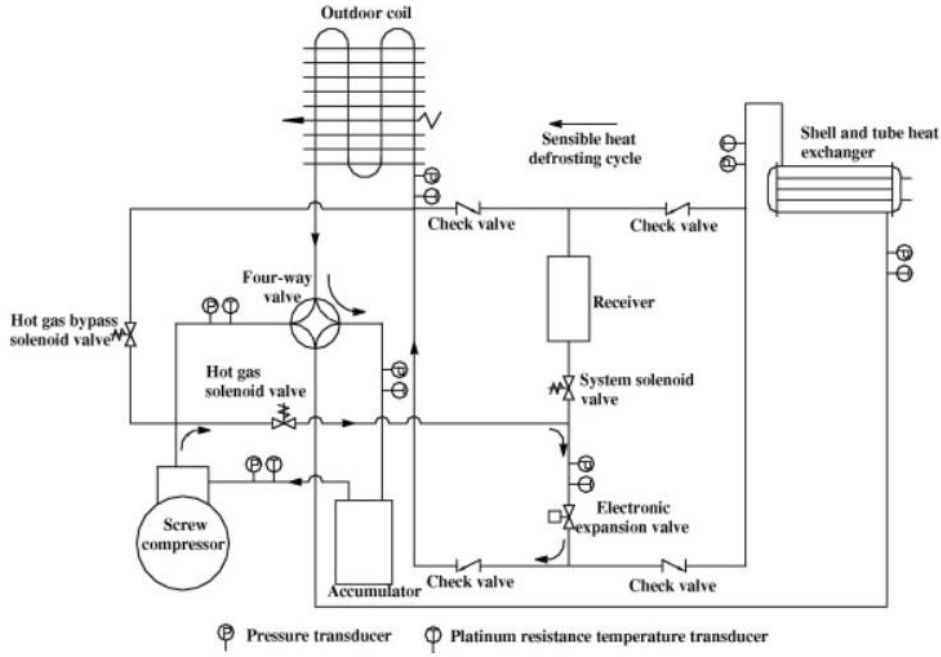 Outdoor coil
Sensible heat
defrosting cycle
Shell and tube heat
exchanger
P
T
P
T
Check valve
Check valve
P
T
Four-way
valve
Receiver
P
T
Hot gas bypass
solenoid valve
Hot gas
solenoid valve
P
T
System solenoid
valve
P
T
P
T
Electronic
expansion valve
Screw
compressor
Accumulator
Check valve
Check valve
P Pressure transducer
T Platinum resistance temperature transducer